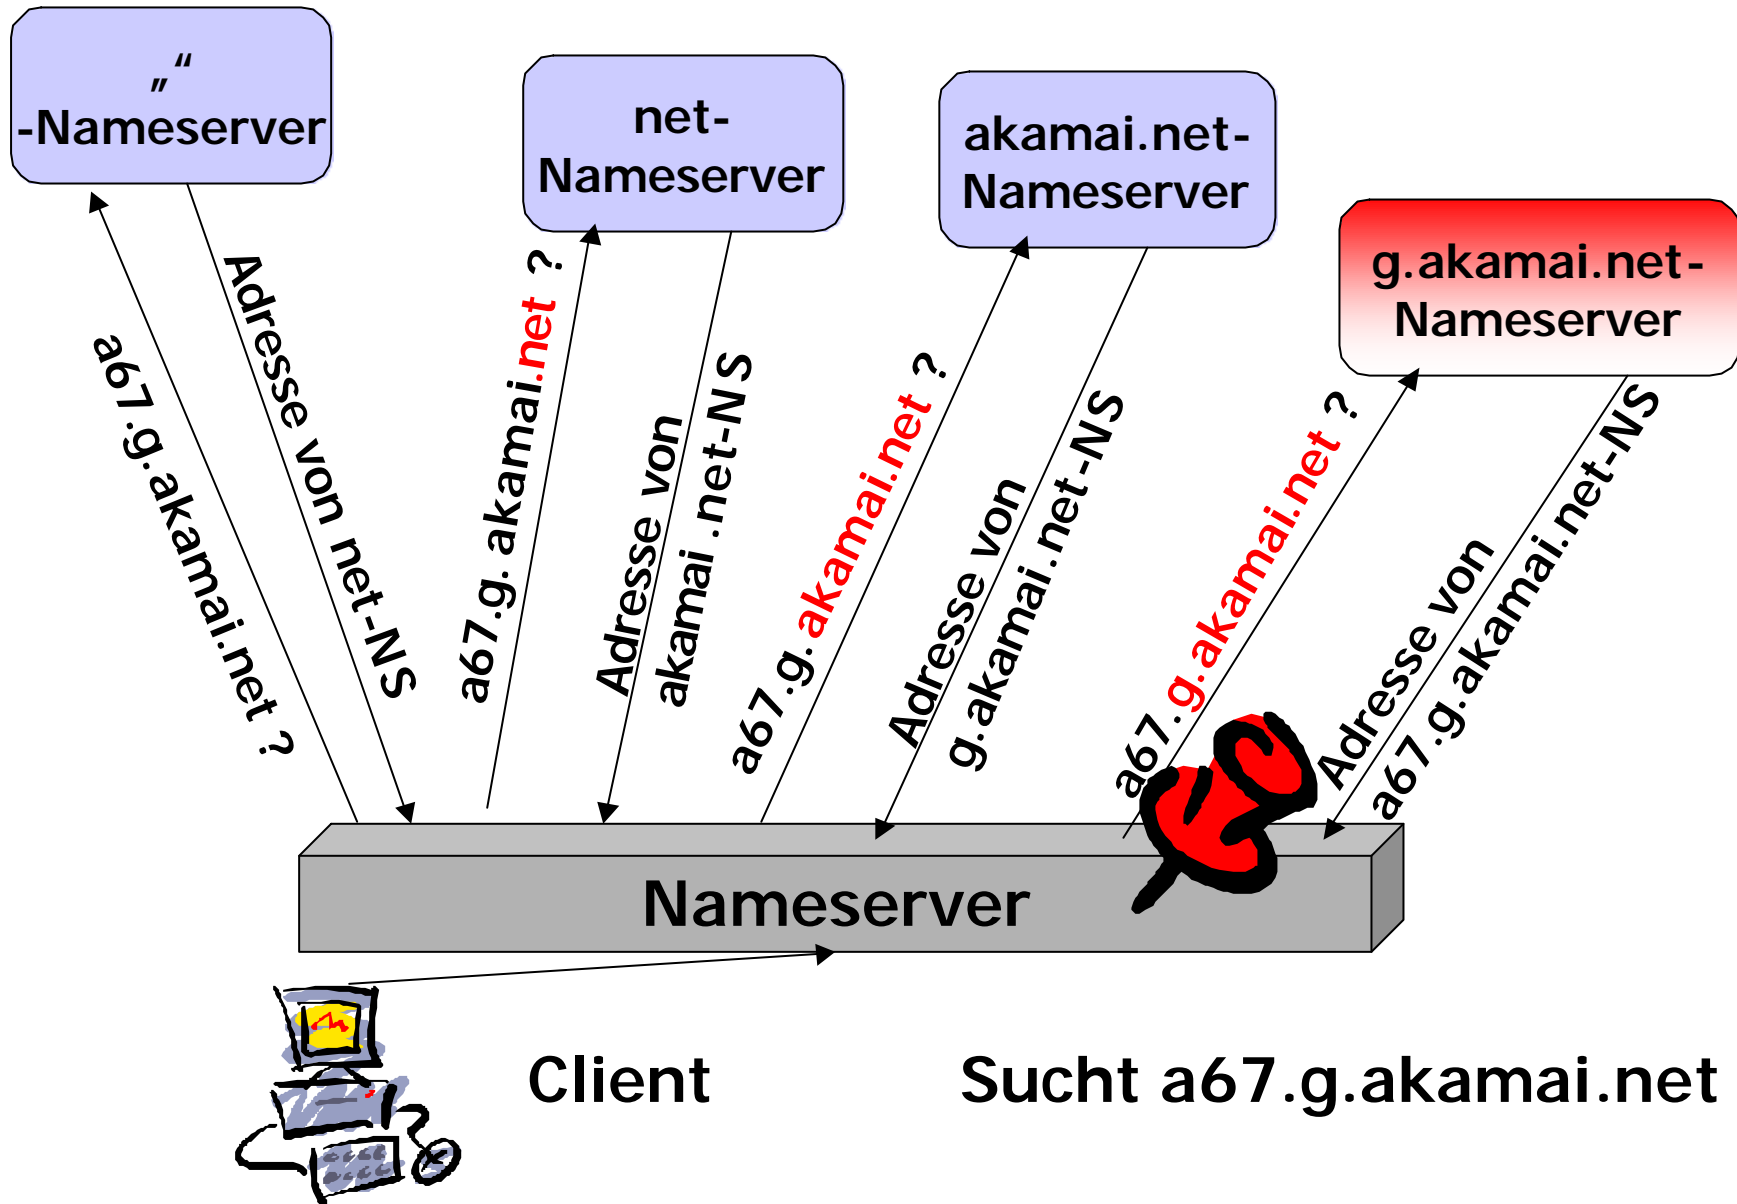 „“
-Nameserver
net-
Nameserver
akamai.net-
Nameserver
g.akamai.net-
Nameserver
a67.g.akamai.net ?
Adresse von net-NS
a67.g. akamai.net ?
Adresse von
akamai .net-NS
a67.g.akamai.net ?
Adresse von
g.akamai.net-NS
a67.g.akamai.net ?
Adresse von
a67.g.akamai.net-NS
Nameserver
Client
Sucht a67.g.akamai.net